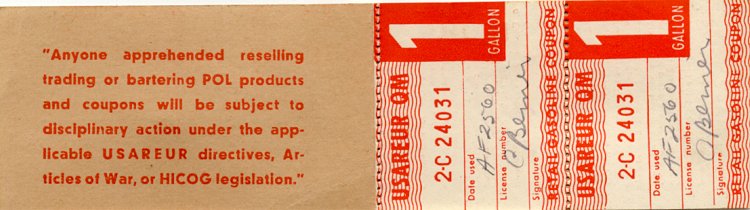 "Anyone apprehended reselling
trading or bartering POL products
and coupons will be subject to
disciplinary action under the app-
licable USAREUR directives, Ar-
ticles of War, or HICOG legislation."
1
GALLON
USAREUR QM
2-C 24031
Date used
AF2560
License number
Berner
Signature
RETAIL GASOLINE COUPON
1
GALLON
USAREUR QM
2-C 24031
Date used
AF2560
License number
Berner
Signature
RETAIL GASOLINE COUPON